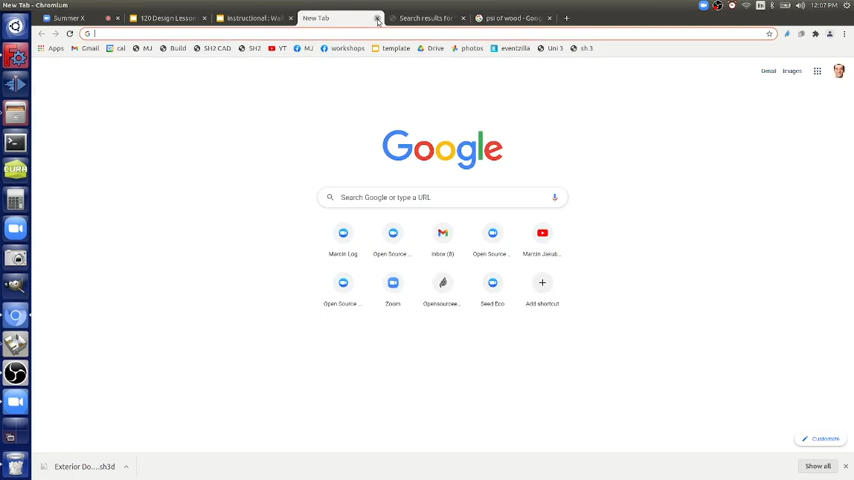 New Tab - Chromium
12:07 PM
Summer X
120 Design Lesson
Instructional: Wall
New Tab
Search results for
psi of wood - Goog
Apps
Gmail
cal
MJ
Build
SH2 CAD
SH2
YT
MJ
workshops
template
Drive
photos
eventzilla
Uni 3
sh 3
Gmail
Images
Google
Search Google or type a URL
Marcin Log
Open Source ...
Inbox (8)
Open Source ...
Marcin Jakub...
Open Source ...
Zoom
Opensourcee...
Seed Eco
Add shortcut
Customize
Exterior Do....sh3d
Show all